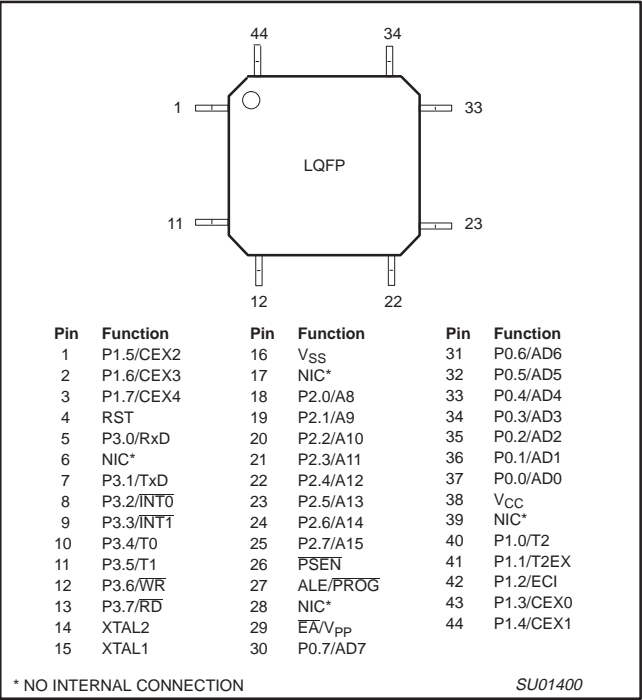 44 34
1 33
LQFP
11 23
12 22
Pin Function Pin Function Pin Function
1 P1.5/CEX2 16 VSS 31 P0.6/AD6
2 P1.6/CEX3 17 NIC* 32 P0.5/AD5
3 P1.7/CEX4 18 P2.0/A8 33 P0.4/AD4
4 RST 19 P2.1/A9 34 P0.3/AD3
5 P3.0/RxD 20 P2.2/A10 35 P0.2/AD2
6 NIC* 21 P2.3/A11 36 P0.1/AD1
7 P3.1/TxD 22 P2.4/A12 37 P0.0/AD0
8 P3.2/INT0 23 P2.5/A13 38 VCC
9 P3.3/INT1 24 P2.6/A14 39 NIC*
10 P3.4/T0 25 P2.7/A15 40 P1.0/T2
11 P3.5/T1 26 PSEN 41 P1.1/T2EX
12 P3.6/WR 27 ALE/PROG 42 P1.2/ECI
13 P3.7/RD 28 NIC* 43 P1.3/CEX0
14 XTAL2 29 EA/VPP 44 P1.4/CEX1
15 XTAL1 30 P0.7/AD7
* NO INTERNAL CONNECTION SU01400